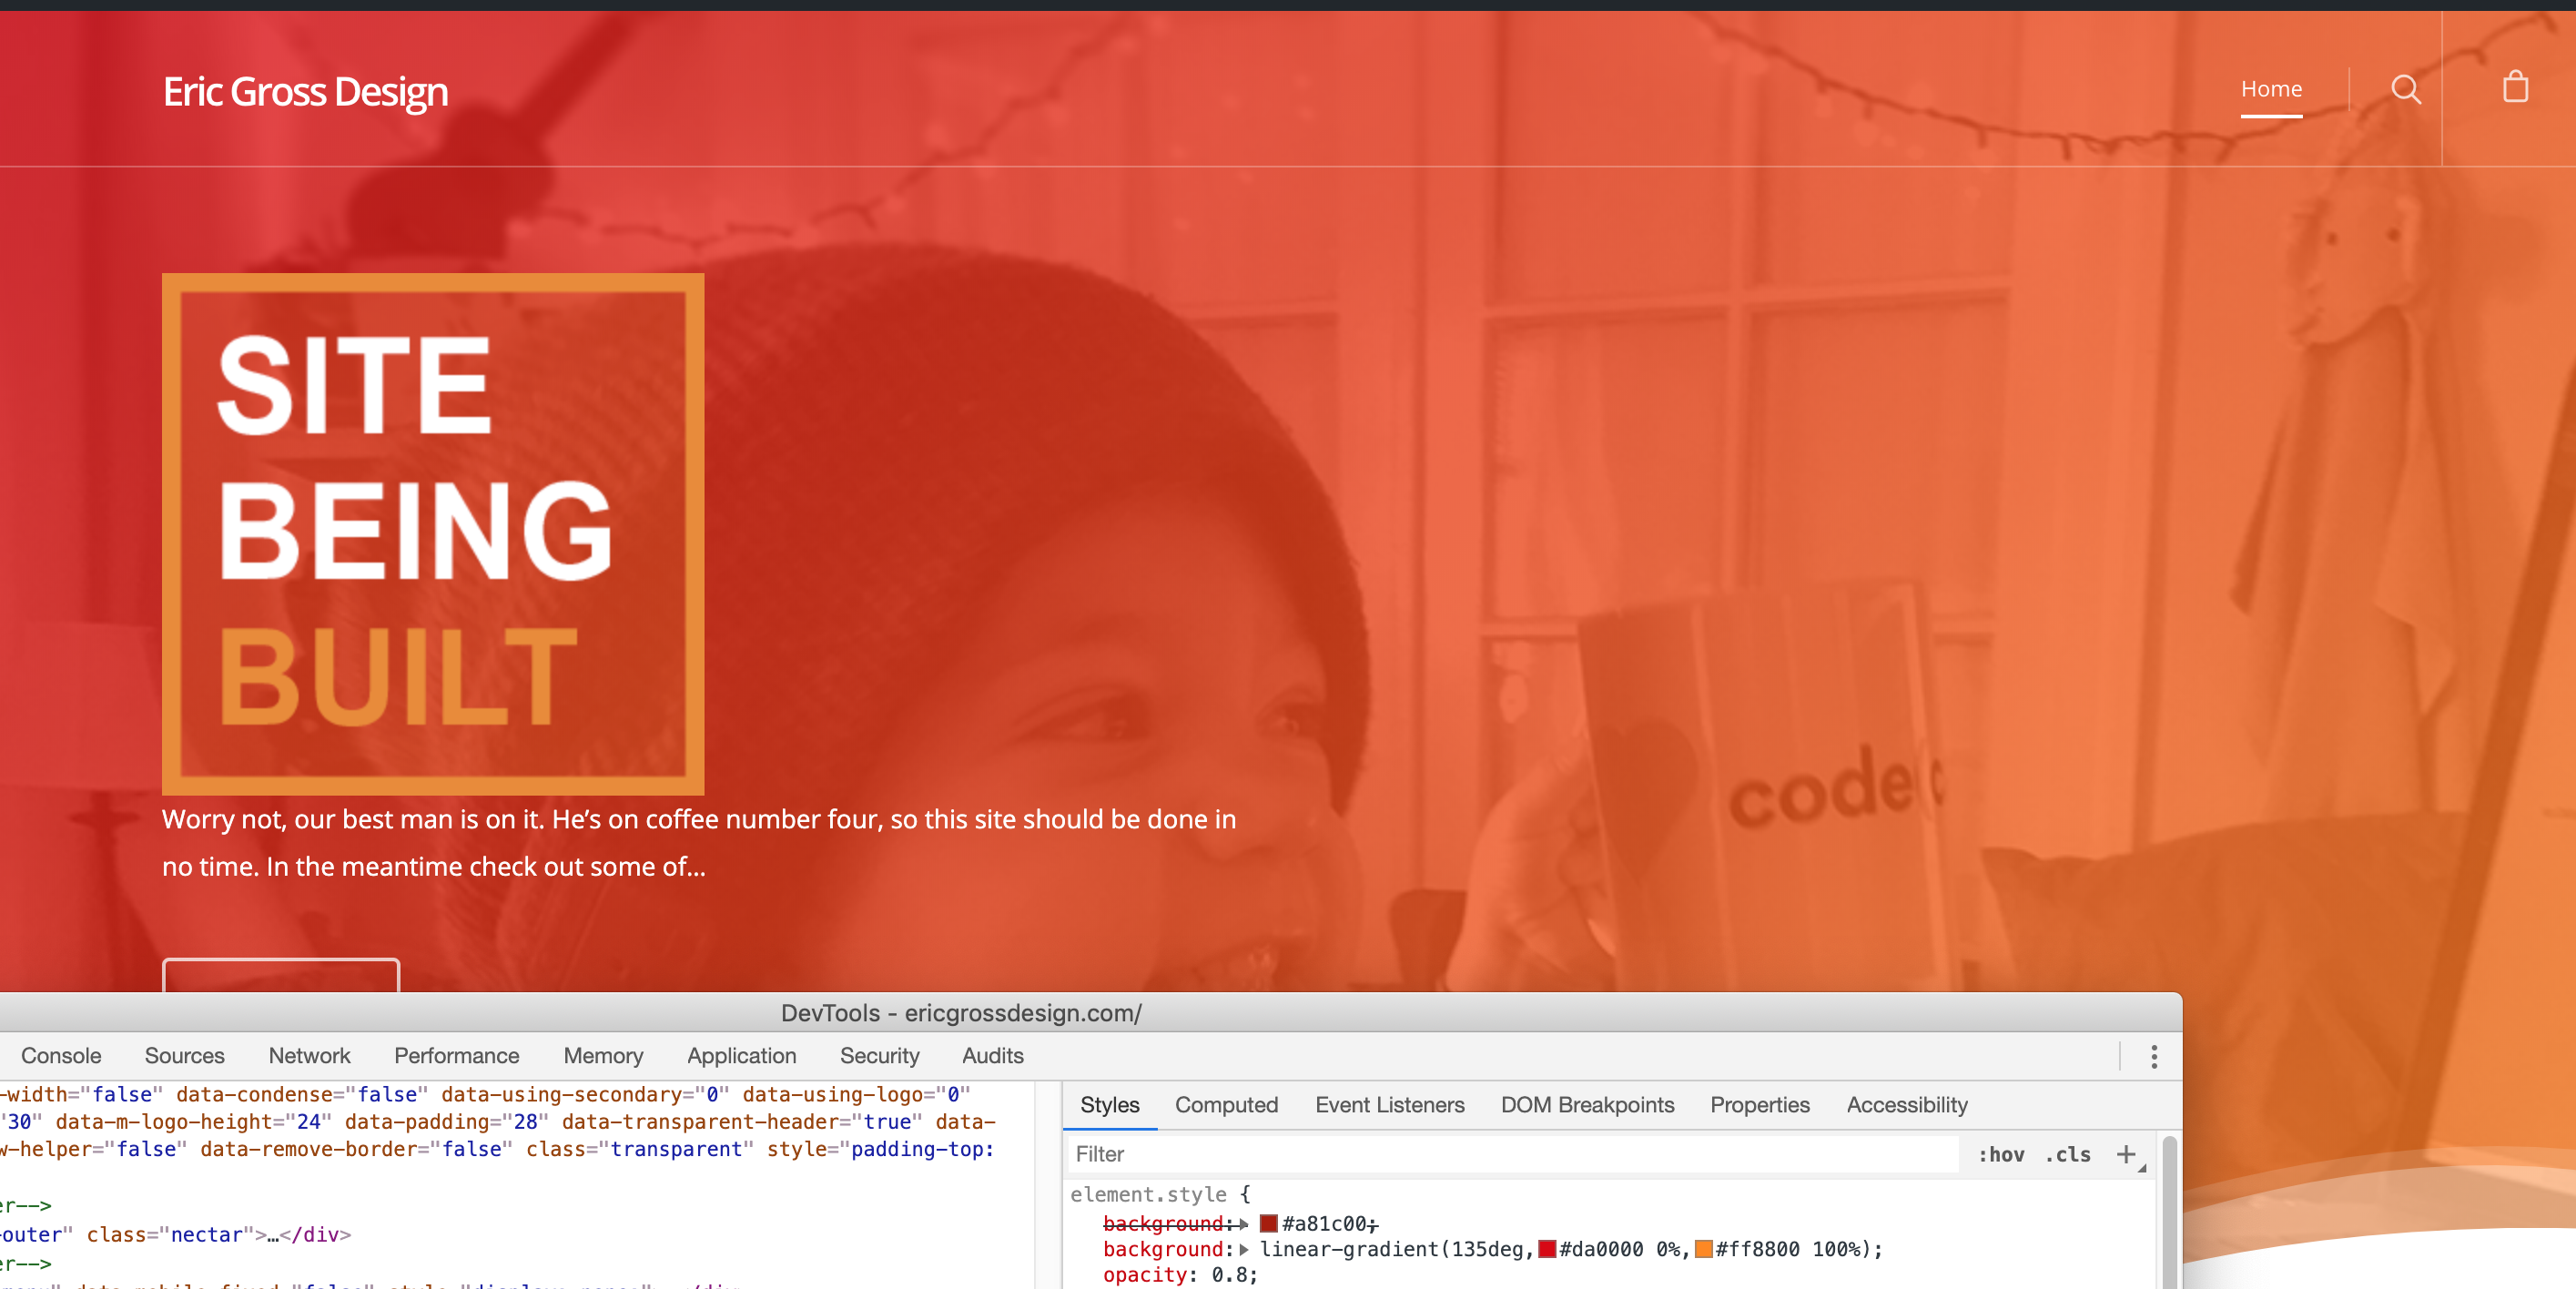 Eric Gross Design
Home
SITE
BEING
BUILT
code
Worry not, our best man is on it. He’s on coffee number four, so this site should be done in
no time. In the meantime check out some of...
DevTools - ericgrossdesign.com/
Console Sources Network Performance Memory Application Security Audits
-width="false" data-condense="false" data-using-secondary="0" data-using-logo="0"
"30" data-m-logo-height="24" data-padding="28" data-transparent-header="true" data-
w-helper="false" data-remove-border="false" class="transparent" style="padding-top:
er-->
-outer" class="nectar">…</div>
er-->
Styles Computed Event Listeners DOM Breakpoints Properties Accessibility
Filter :hov .cls +
element.style {
background: #a81c00;
background: linear-gradient(135deg,#da0000 0%,#ff8800 100%);
opacity: 0.8;